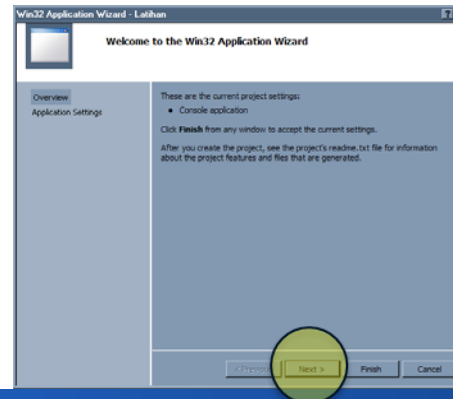 Win32 Application Wizard - Latihan
Welcome to the Win32 Application Wizard
Overview
Application Settings
These are the current project settings:
• Console application
Click Finish from any window to accept the current settings.
After you create the project, see the project's readme.txt file for information
about the project features and files that are generated.
< Previous
Next >
Finish
Cancel